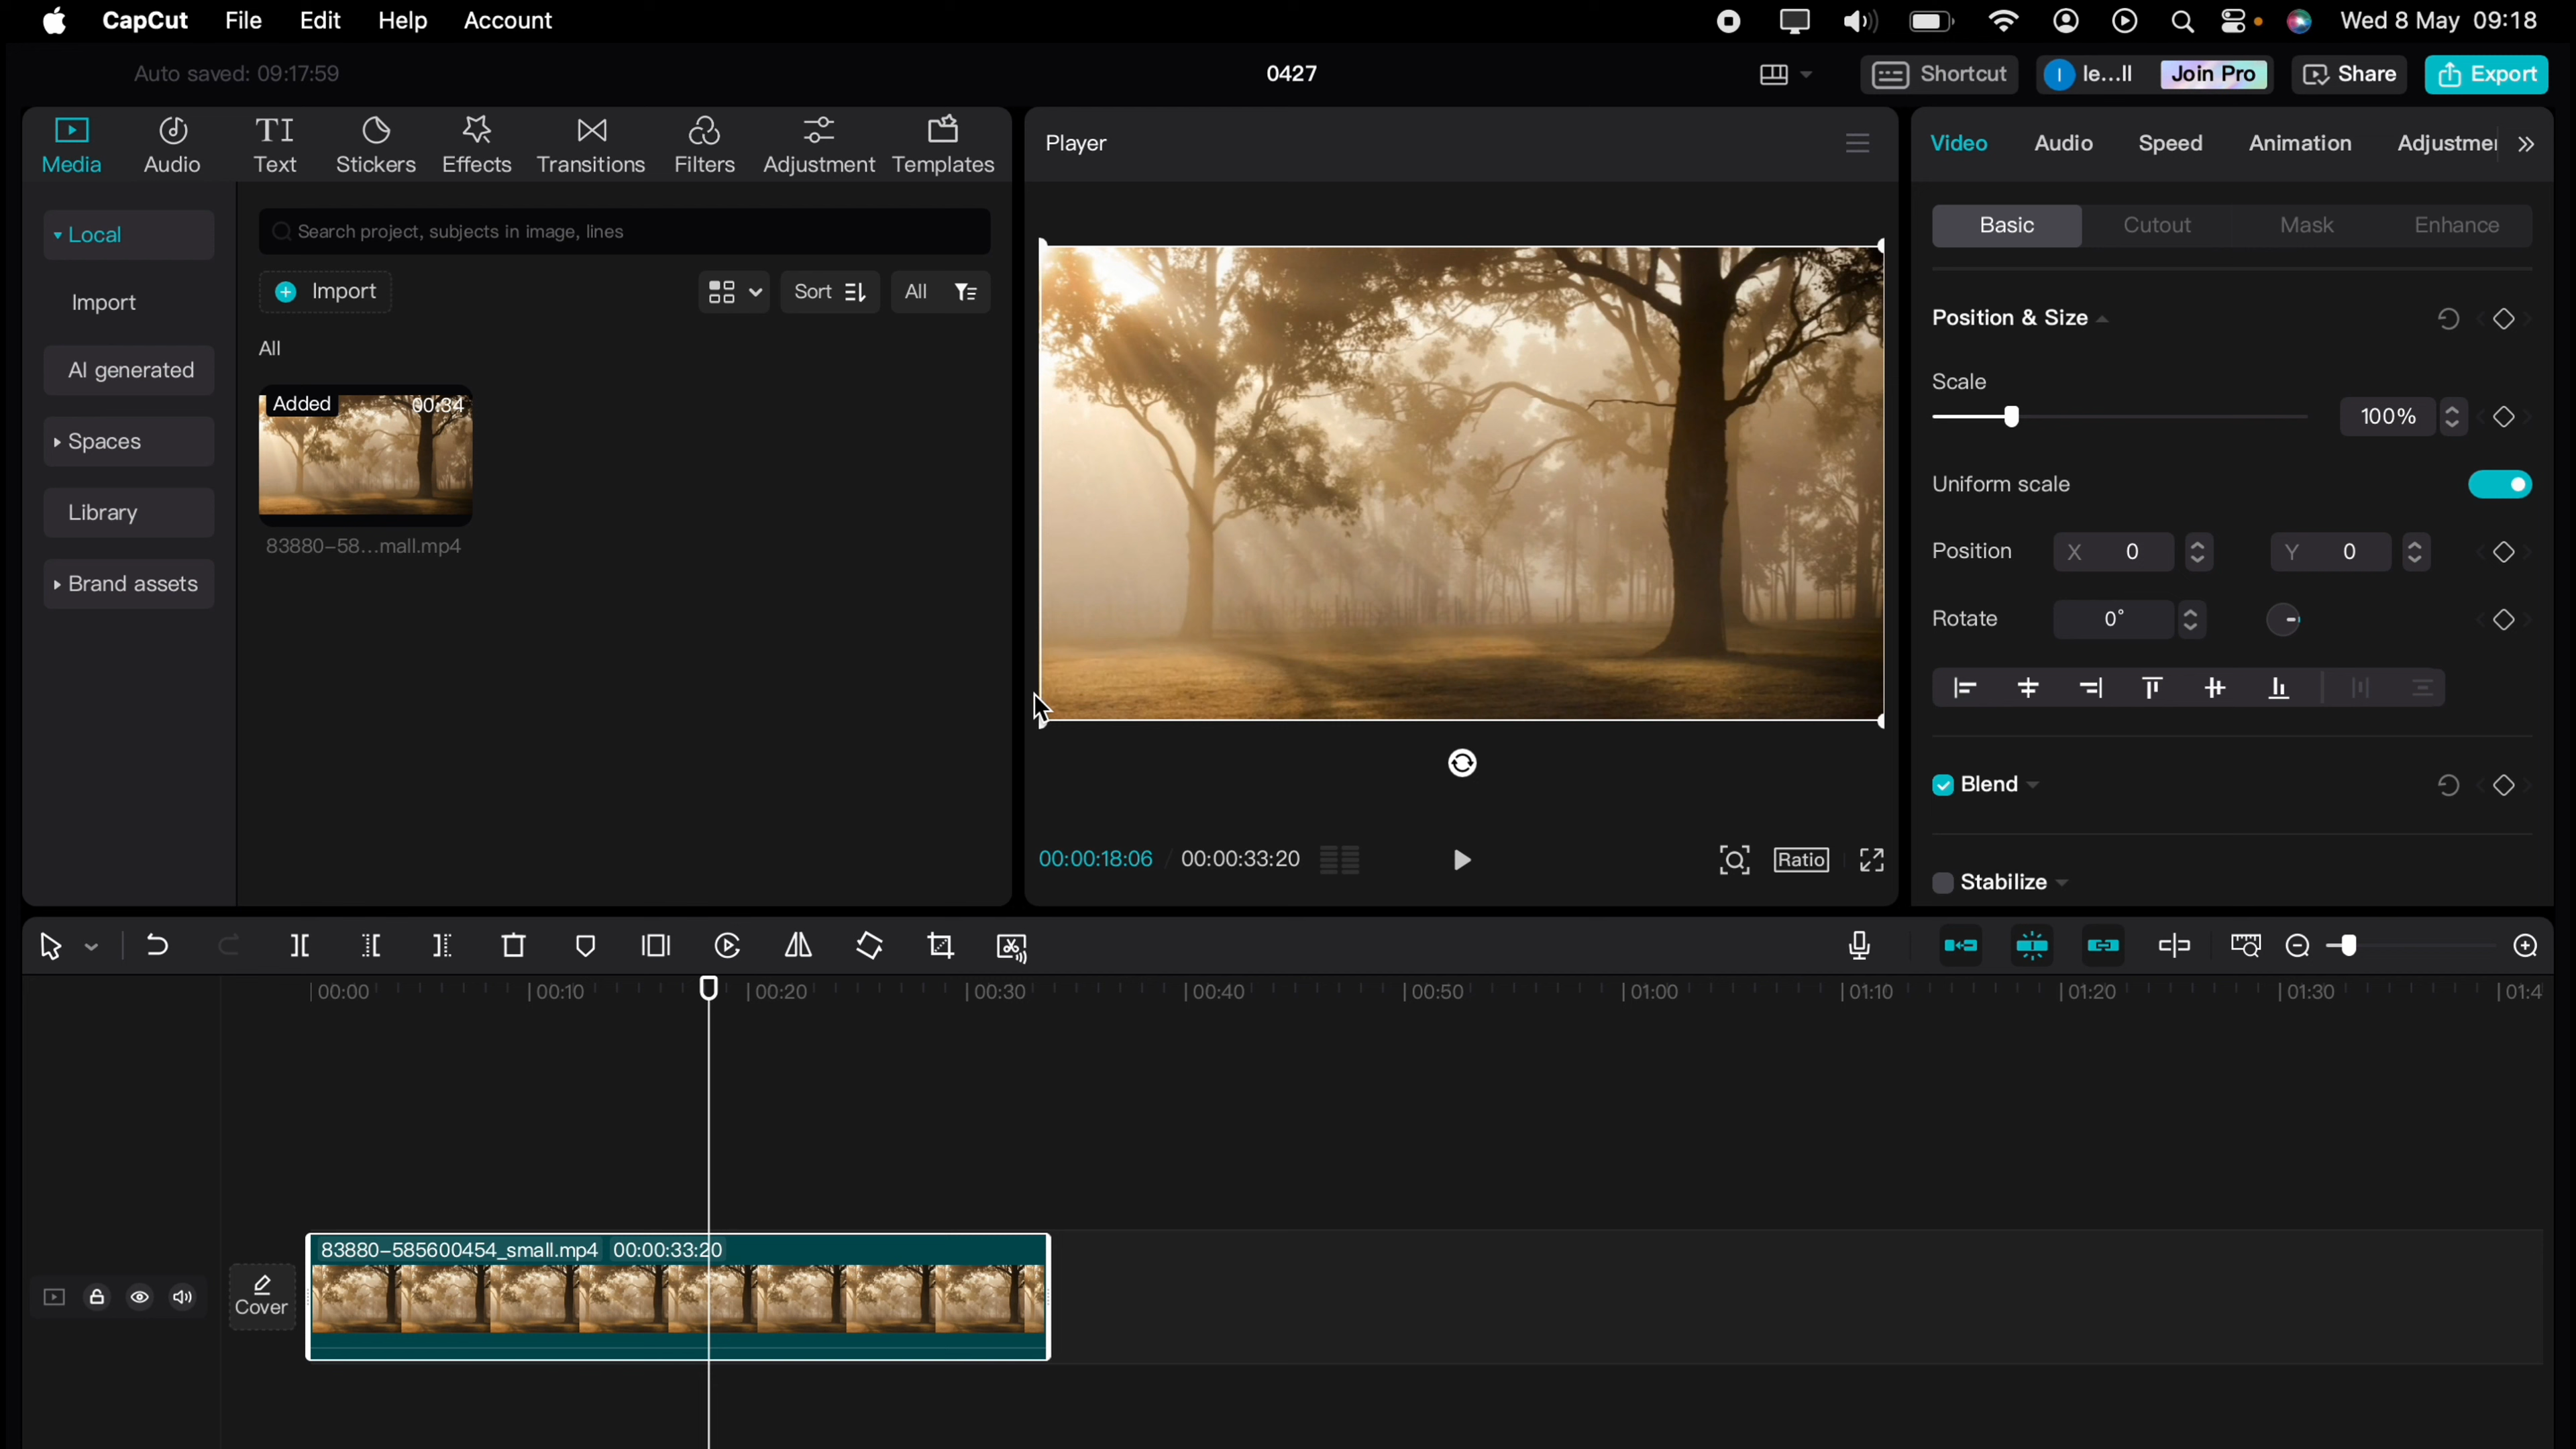 CapCut File Edit Help Account Wed 8 May 09:18
Auto saved: 09:17:59 0427 Shortcut I le...ll Join Pro Share Export
Media Audio TI Text Stickers Effects Transitions Filters Adjustment Templates
Player
Video Audio Speed Animation Adjustmen
Local
Import
AI generated
Spaces
Library
Brand assets
Search project, subjects in image, lines
Import Sort All
All
Added 00:34
83880-58...mall.mp4
00:00:18:06 / 00:00:33:20 Ratio
Basic Cutout Mask Enhance
Position & Size
Scale
100%
Uniform scale
Position X 0 Y 0
Rotate 0°
Blend
Stabilize
00:00 00:10 00:20 00:30 00:40 00:50 01:00 01:10 01:20 01:30 01:4
83880-585600454_small.mp4 00:00:33:20
Cover